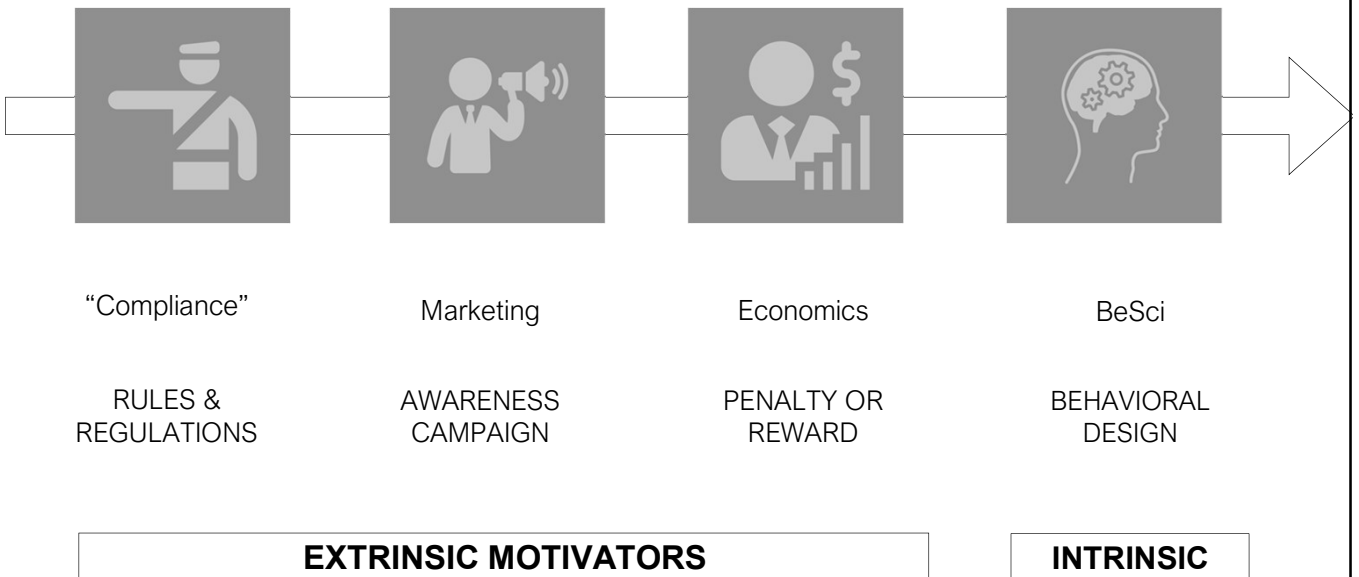 “Compliance”
Marketing
Economics
BeSci
RULES &
REGULATIONS
AWARENESS
CAMPAIGN
PENALTY OR
REWARD
BEHAVIORAL
DESIGN
EXTRINSIC MOTIVATORS
INTRINSIC